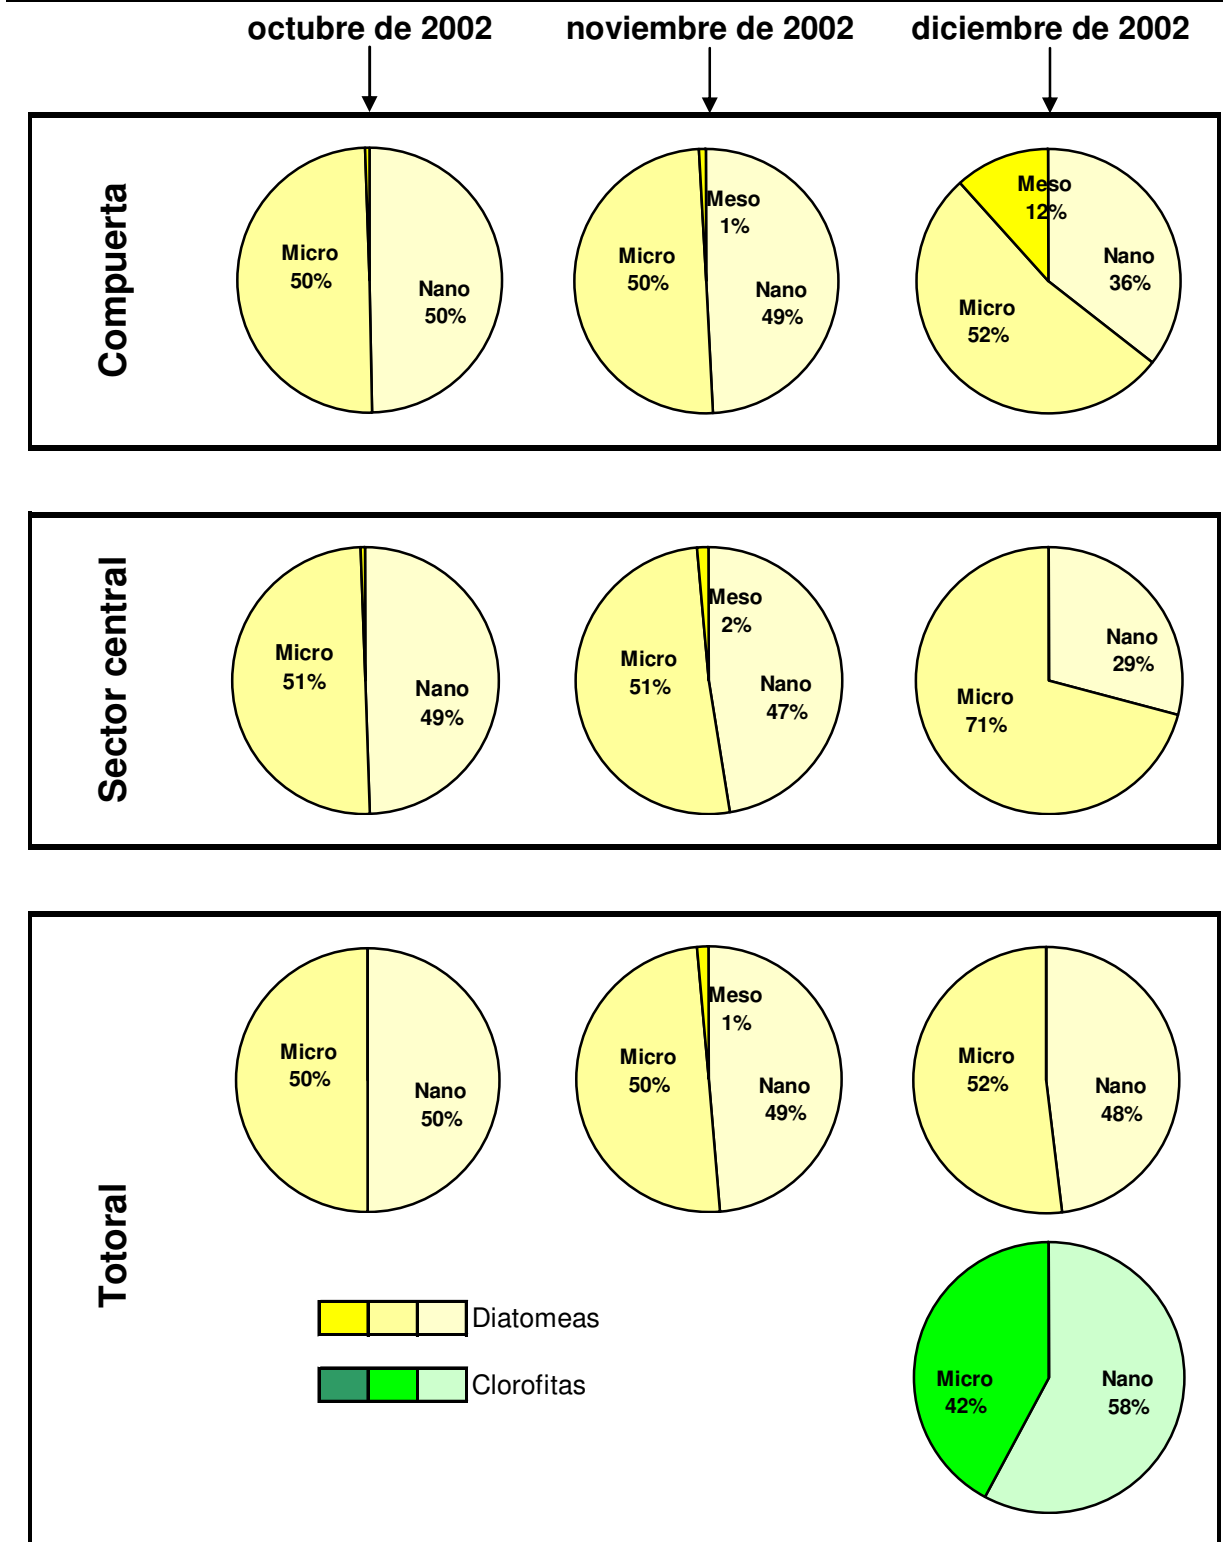 octubre de 2002
noviembre de 2002
diciembre de 2002
Compuerta
Micro
50%
Nano
50%
Meso
1%
Micro
50%
Nano
49%
Meso
12%
Nano
36%
Micro
52%
Sector central
Micro
51%
Nano
49%
Meso
2%
Micro
51%
Nano
47%
Nano
29%
Micro
71%
Totoral
Micro
50%
Nano
50%
Meso
1%
Micro
50%
Nano
49%
Micro
52%
Nano
48%
Diatomeas
Clorofitas
Micro
42%
Nano
58%